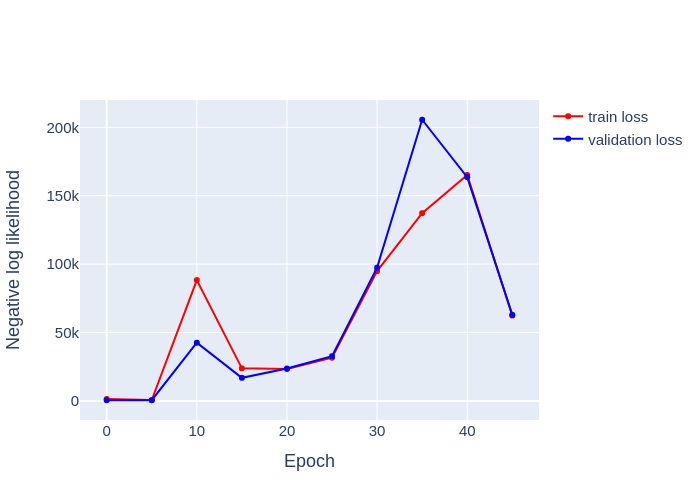 train loss
validation loss
200k
150k
100k
50k
0
0
10
20
30
40
Epoch
Negative log likelihood